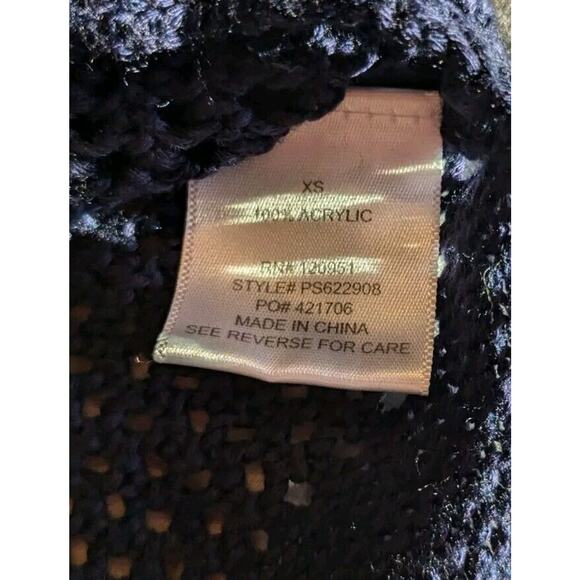 XS
100% ACRYLIC
RN# 120951
STYLE# PS622908
PO# 421706
MADE IN CHINA
SEE REVERSE FOR CARE